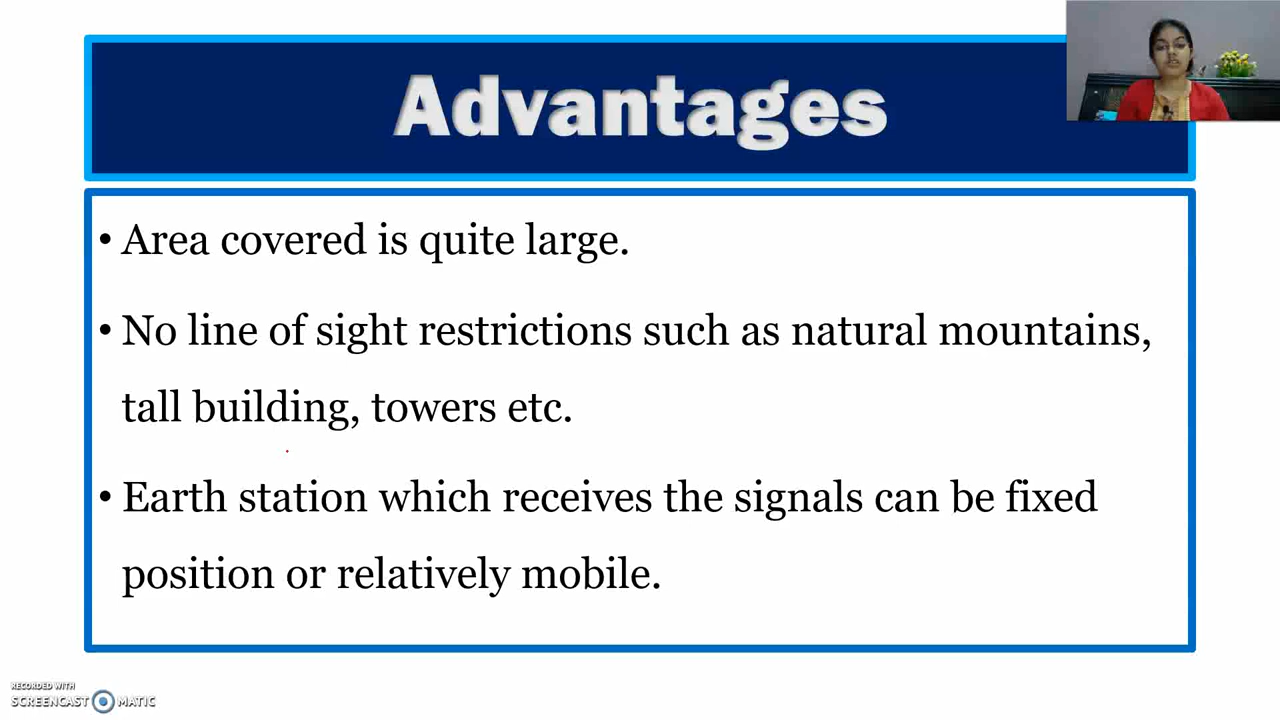 Advantages
• Area covered is quite large.
• No line of sight restrictions such as natural mountains,
tall building, towers etc.
• Earth station which receives the signals can be fixed
position or relatively mobile.
RECORDED WITH
SCREENCAST MATIC